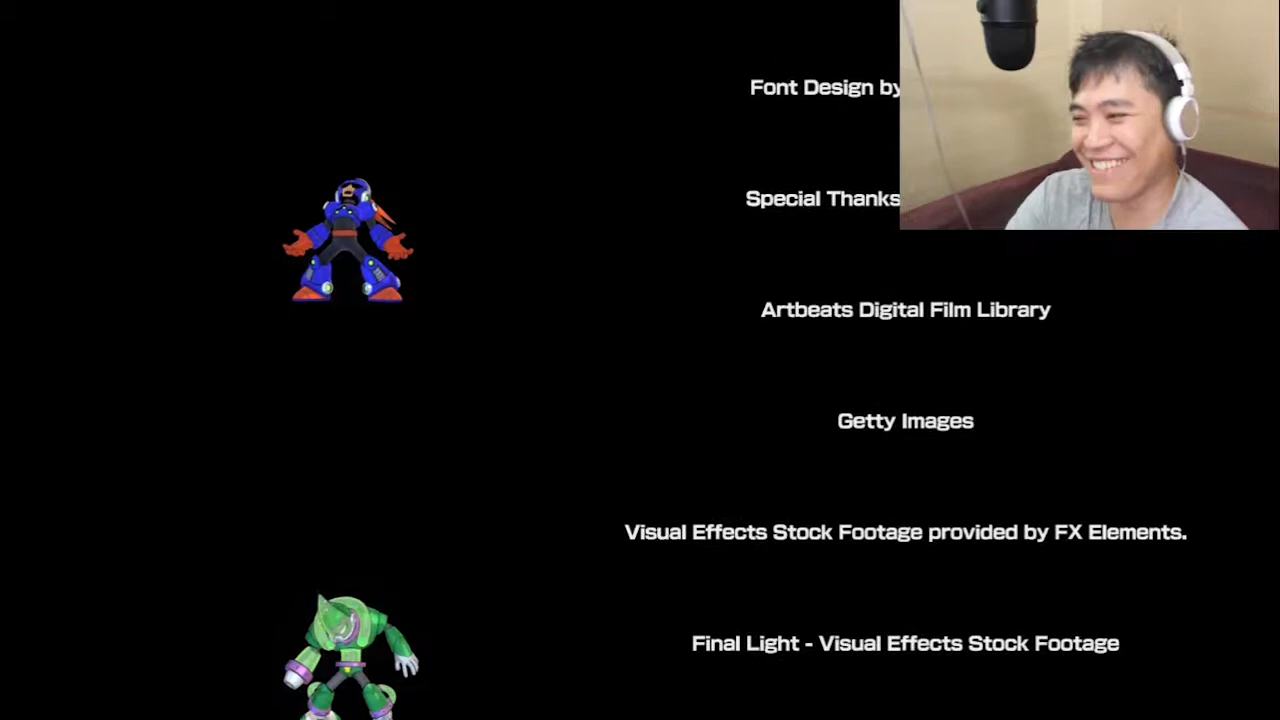 Font Design by
Special Thanks
Artbeats Digital Film Library
Getty Images
Visual Effects Stock Footage provided by FX Elements.
Final Light - Visual Effects Stock Footage